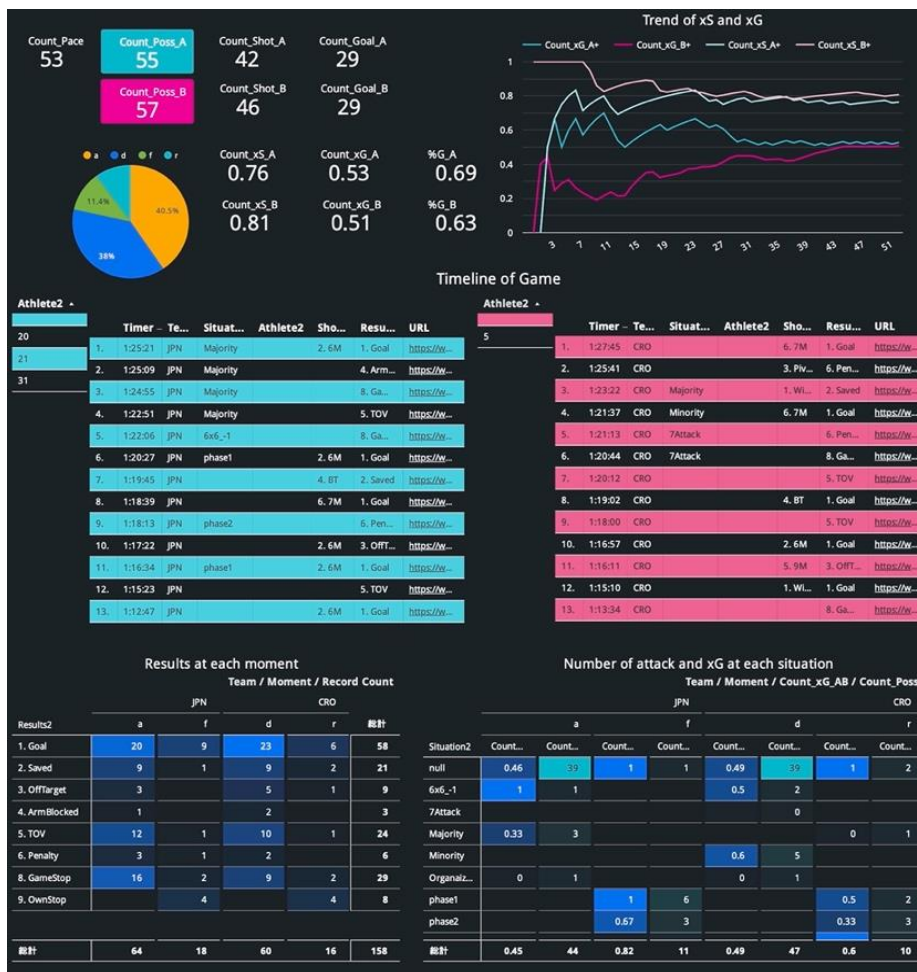 Trend of xS and xG
Count_Pace Count_Poss_A Count_Shot_A Count_Goal_A
53 55 42 29
Count_Poss_B Count_Shot_B Count_Goal_B
57 46 29
Count_xG_A+ Count_xG_B+ Count_xS_A+ Count_xS_B+
1
0.8
0.6
0.4
0.2
0
3 7 11 15 19 23 27 31 35 39 43 47 51
a d f r
40.5%
38%
11.4%
Count_xS_A Count_xG_A %G_A
0.76 0.53 0.69
Count_xS_B Count_xG_B %G_B
0.81 0.51 0.63
Timeline of Game
Athlete2
20
21
31
Timer Te... Situat... Athlete2 Sho... Resu... URL
1. 1:25:21 JPN Majority 2. 6M 1. Goal https://w...
2. 1:25:09 JPN Majority 4. Arm... https://w...
3. 1:24:55 JPN Majority 8. Ga... https://w...
4. 1:22:51 JPN Majority 5. TOV https://w...
5. 1:22:06 JPN 6x6_-1 8. Ga... https://w...
6. 1:20:27 JPN phase1 2. 6M 1. Goal https://w...
7. 1:19:45 JPN 4. BT 2. Saved https://w...
8. 1:18:39 JPN 6. 7M 1. Goal https://w...
9. 1:18:13 JPN phase2 6. Pen... https://w...
10. 1:17:22 JPN 2. 6M 3. OffT... https://w...
11. 1:16:34 JPN phase1 2. 6M 1. Goal https://w...
12. 1:15:23 JPN 5. TOV https://w...
13. 1:12:47 JPN 2. 6M 1. Goal https://w...
Athlete2
5
Timer Te... Situat... Athlete2 Sho... Resu... URL
1. 1:27:45 CRO 6. 7M 1. Goal https://w...
2. 1:25:41 CRO 3. Piv... 6. Pen... https://w...
3. 1:23:22 CRO Majority 1. Wi... 2. Saved https://w...
4. 1:21:37 CRO Minority 6. 7M 1. Goal https://w...
5. 1:21:13 CRO 7Attack 6. Pen... https://w...
6. 1:20:44 CRO 7Attack 8. Ga... https://w...
7. 1:20:12 CRO 5. TOV https://w...
8. 1:19:02 CRO 4. BT 1. Goal https://w...
9. 1:18:00 CRO 5. TOV https://w...
10. 1:16:57 CRO 2. 6M 1. Goal https://w...
11. 1:16:11 CRO 5. 9M 3. OffT... https://w...
12. 1:15:10 CRO 1. Wi... 1. Goal https://w...
13. 1:13:34 CRO 8. Ga... https://w...
Results at each moment
Team / Moment / Record Count
JPN CRO
Results2 a f d r 総計
1. Goal 20 9 23 6 58
2. Saved 9 1 9 2 21
3. OffTarget 3 5 1 9
4. ArmBlocked 1 2 3
5. TOV 12 1 10 1 24
6. Penalty 3 1 2 6
8. GameStop 16 2 9 2 29
9. OwnStop 4 4 8
総計 64 18 60 16 158
Number of attack and xG at each situation
Team / Moment / Count_xG_AB / Count_Poss
JPN CRO
a f d r
Situation2 Count... Count... Count... Count... Count... Count... Count... Count...
null 0.46 39 1 1 0.49 39 1 2
6x6_-1 1 1 0.5 2
7Attack 0
Majority 0.33 3 0 1
Minority 0.6 5
Organaiz... 0 1 0 1
phase1 1 6 0.5 2
phase2 0.67 3 0.33 3
総計 0.45 44 0.82 11 0.49 47 0.6 10